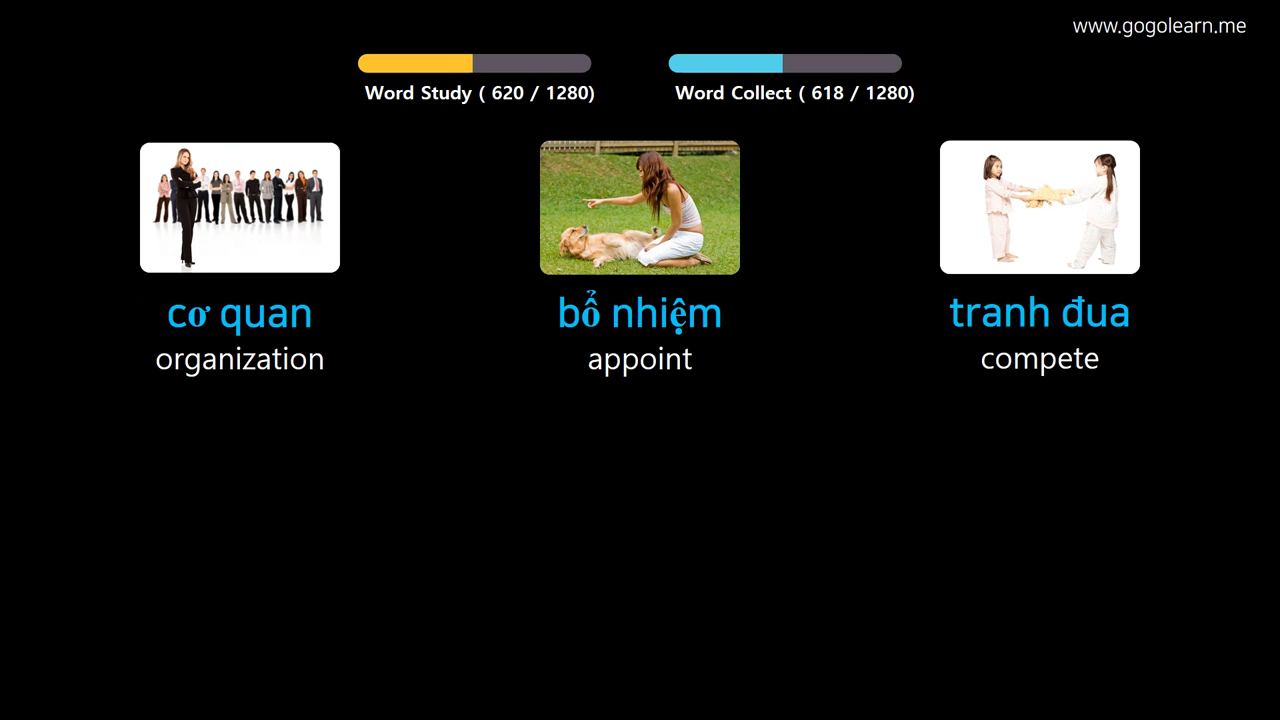 www.gogolearn.me
Word Study ( 620 / 1280)
Word Collect ( 618 / 1280)
cơ quan
organization
bổ nhiệm
appoint
tranh đua
compete